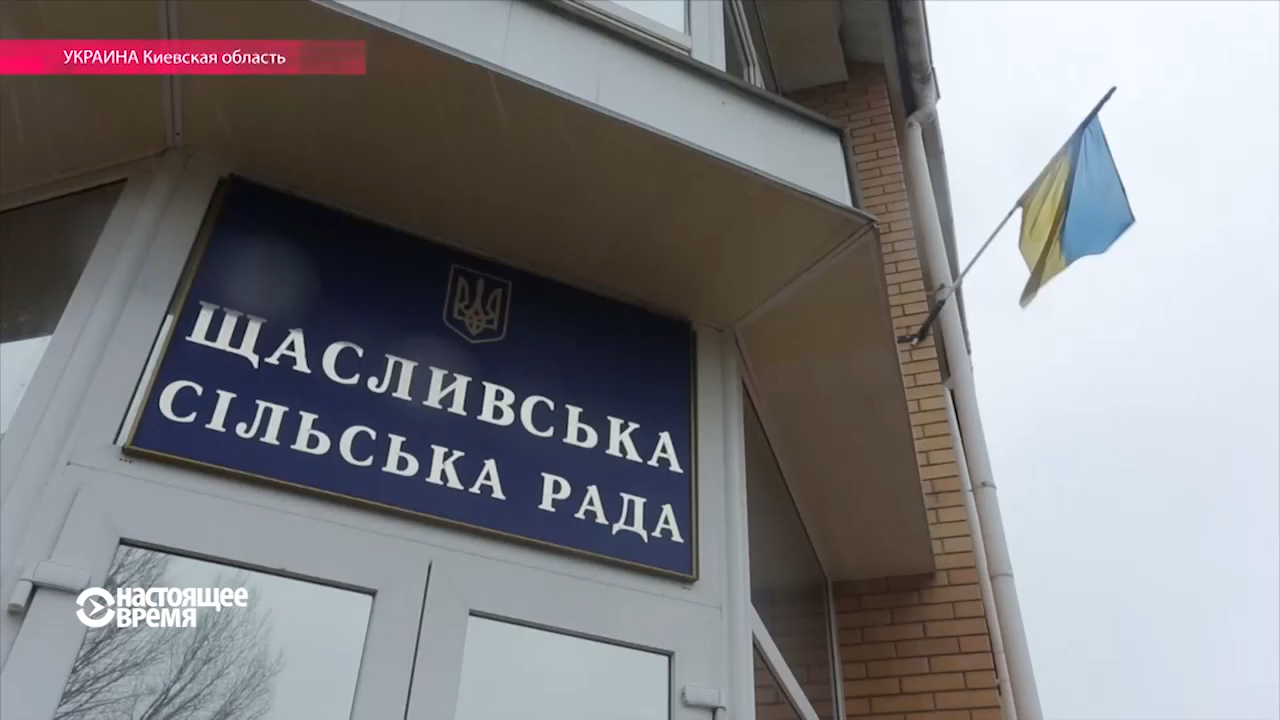 УКРАИНА Киевская область
ЩАСЛИВСЬКА
СІЛЬСЬКА РАДА
НАСТОЯЩЕЕ
ВРЕМЯ